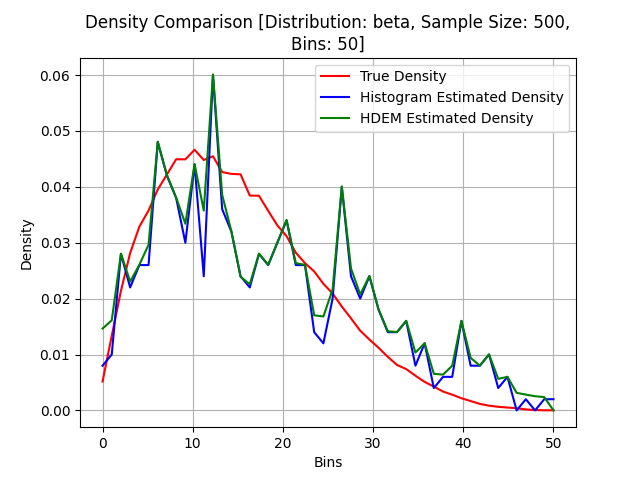 Density Comparison [Distribution: beta, Sample Size: 500,
Bins: 50]
True Density
Histogram Estimated Density
HDEM Estimated Density
Density
0.06
0.05
0.04
0.03
0.02
0.01
0.00
0 10 20 30 40 50
Bins